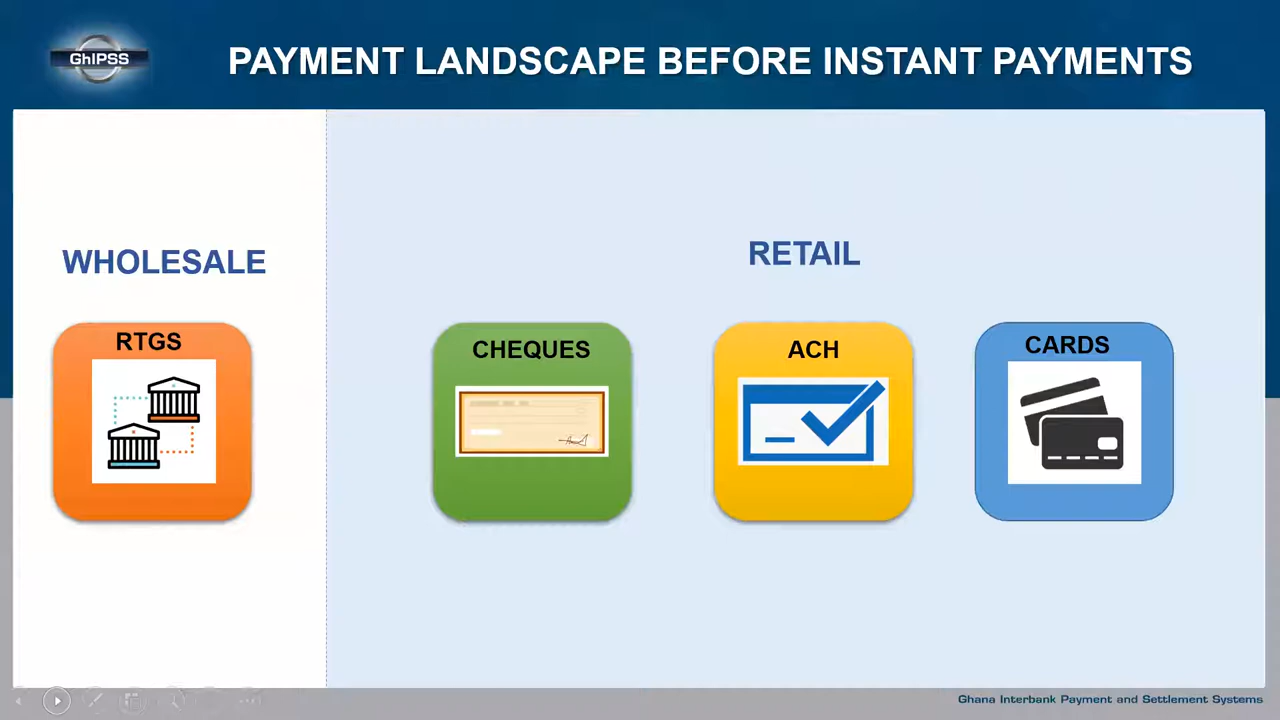 GhIPSS
PAYMENT LANDSCAPE BEFORE INSTANT PAYMENTS
WHOLESALE
RETAIL
RTGS
CHEQUES
ACH
CARDS
Ghana Interbank Payment and Settlement Systems